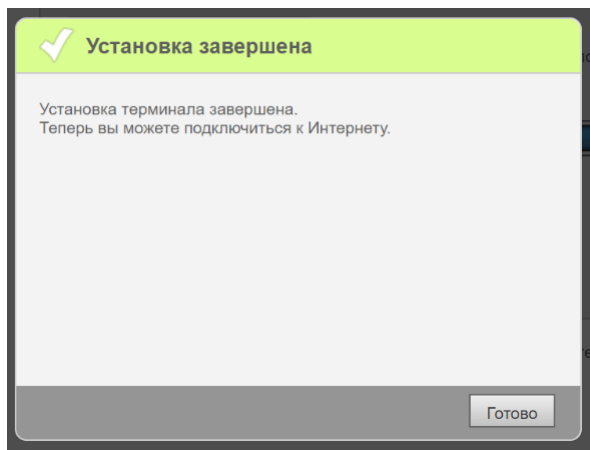 Установка завершена
Установка терминала завершена.
Теперь вы можете подключиться к Интернету.
Готово